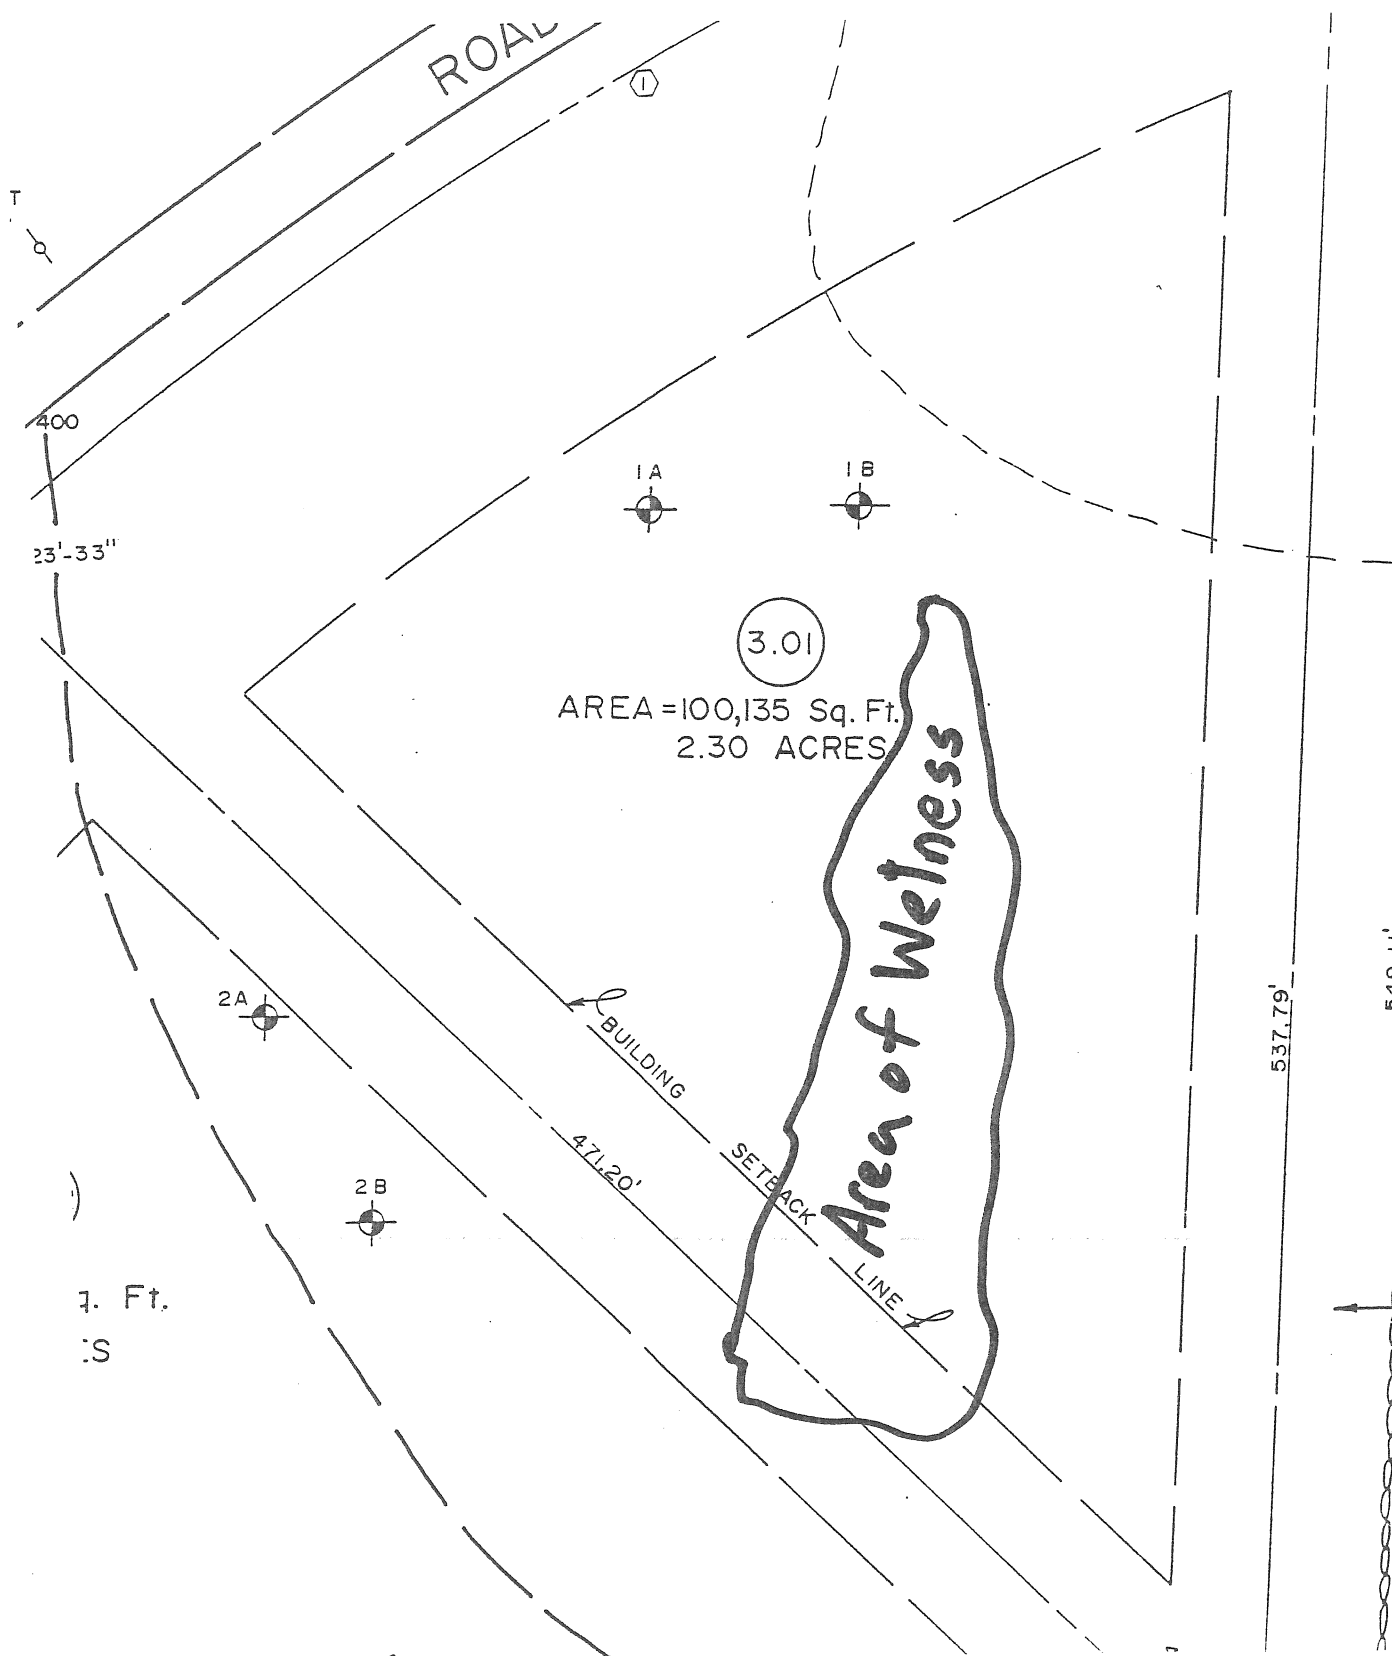 ROAD
1
T
400
1A
1B
23'-33"
3.01
AREA=100,135 Sq. Ft.
2.30 ACRES
Area of Wetness
2A
BUILDING SETBACK LINE
537.79'
471.20'
2B
Ft.